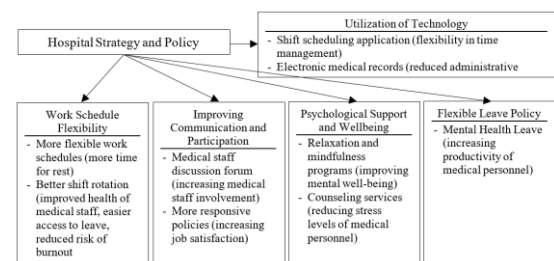 Utilization of Technology
- Shift scheduling application (flexibility in time
management)
- Electronic medical records (reduced administrative
Hospital Strategy and Policy
Work Schedule
Flexibility
- More flexible work
schedules (more time
for rest)
- Better shift rotation
(improved health of
medical staff, easier
access to leave,
reduced risk of
burnout
Improving
Communication and
Participation
- Medical staff
discussion forum
(increasing medical
staff involvement)
- More responsive
policies (increasing
job satisfaction)
Psychological Support
and Wellbeing
- Relaxation and
mindfulness
programs (improving
mental well-being)
- Counseling services
(reducing stress
levels of medical
personnel)
Flexible Leave Policy
- Mental Health Leave
(increasing
productivity of
medical personnel)